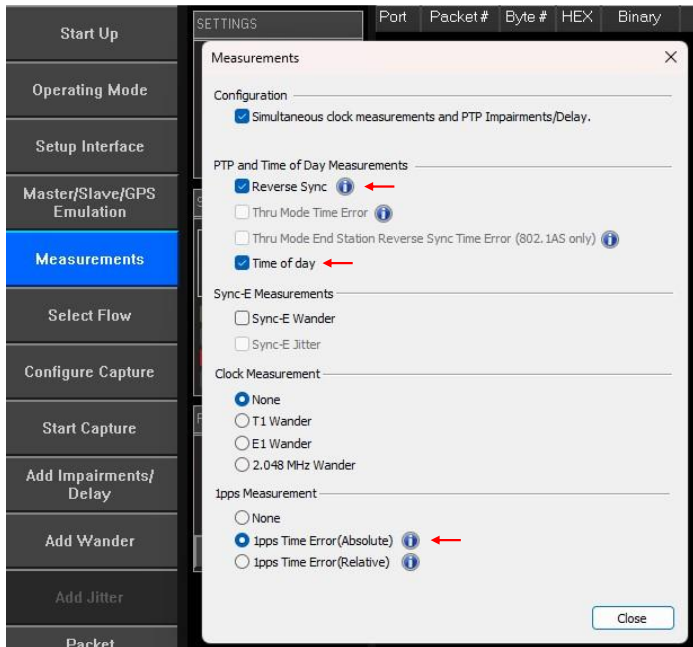 Start Up
Operating Mode
Setup Interface
Master/Slave/GPS
Emulation
Measurements
Select Flow
Configure Capture
Start Capture
Add Impairments/
Delay
Add Wander
Add Jitter
Packet
SETTINGS
Port Packet # Byte # HEX Binary
Measurements
Configuration
Simultaneous clock measurements and PTP Impairments/Delay.
PTP and Time of Day Measurements
Reverse Sync
Thru Mode Time Error
Thru Mode End Station Reverse Sync Time Error (802.1AS only)
Time of day
Sync-E Measurements
Sync-E Wander
Sync-E Jitter
Clock Measurement
None
T1 Wander
E1 Wander
2.048 MHz Wander
1pps Measurement
None
1pps Time Error(Absolute)
1pps Time Error(Relative)
Close